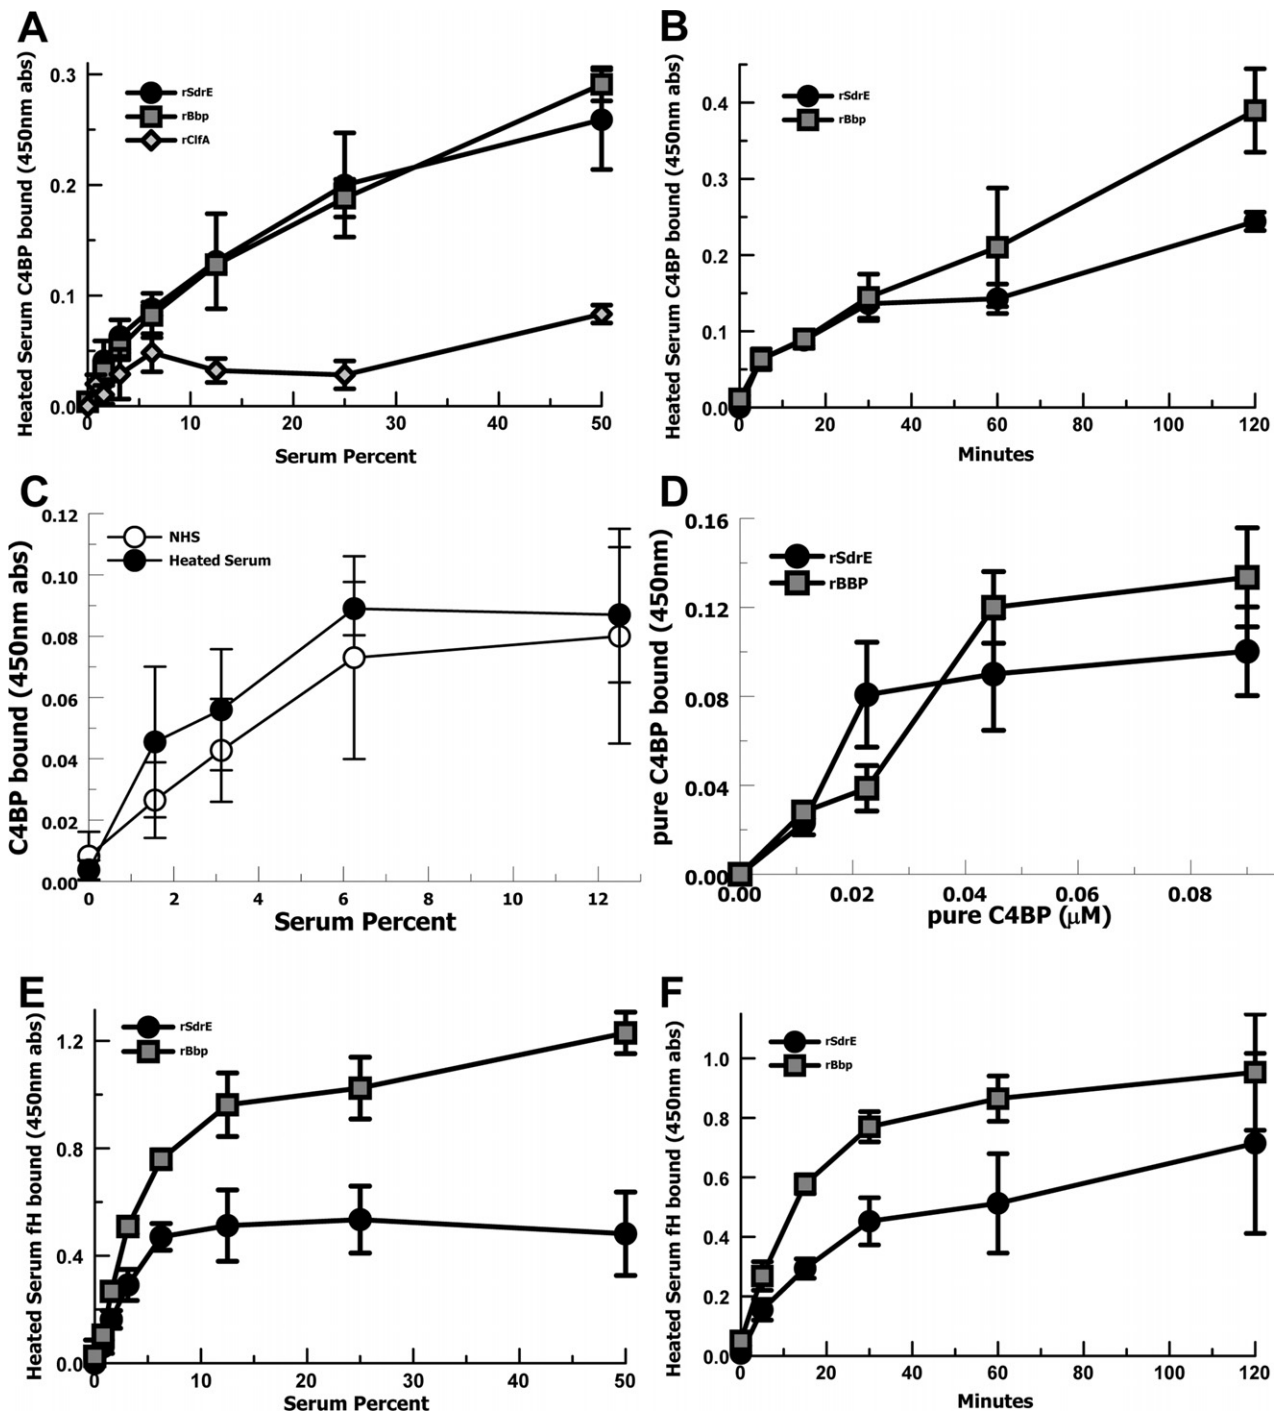 A
Heated Serum C4BP bound (450nm abs)
0.3
0.2
0.1
0.0
rSdrE
rBbp
rClfA
0 10 20 30 40 50
Serum Percent
B
Heated Serum C4BP bound (450nm abs)
0.4
0.3
0.2
0.1
0.0
rSdrE
rBbp
0 20 40 60 80 100 120
Minutes
C
C4BP bound (450nm abs)
0.12
0.10
0.08
0.06
0.04
0.02
0.00
NHS
Heated Serum
0 2 4 6 8 10 12
Serum Percent
D
pure C4BP bound (450nm)
0.16
0.12
0.08
0.04
0.00
rSdrE
rBBP
0.00 0.02 0.04 0.06 0.08
pure C4BP (μM)
E
Heated Serum fH bound (450nm abs)
1.2
0.8
0.4
0.0
rSdrE
rBbp
0 10 20 30 40 50
Serum Percent
F
Heated Serum fH bound (450nm abs)
1.0
0.8
0.6
0.4
0.2
0.0
rSdrE
rBbp
0 20 40 60 80 100 120
Minutes